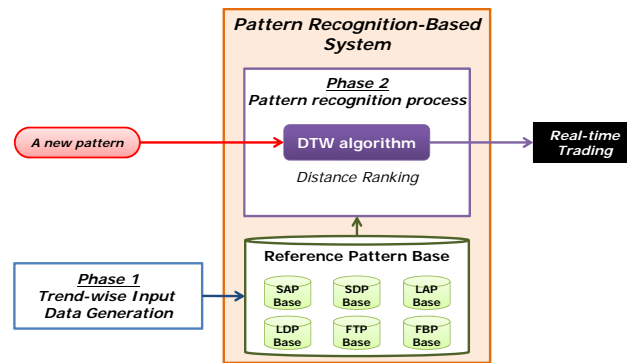 Pattern Recognition-Based
System
Phase 2
Pattern recognition process
A new pattern
DTW algorithm
Real-time
Trading
Distance Ranking
Reference Pattern Base
Phase 1
Trend-wise Input
Data Generation
SAP
Base
SDP
Base
LAP
Base
LDP
Base
FTP
Base
FBP
Base